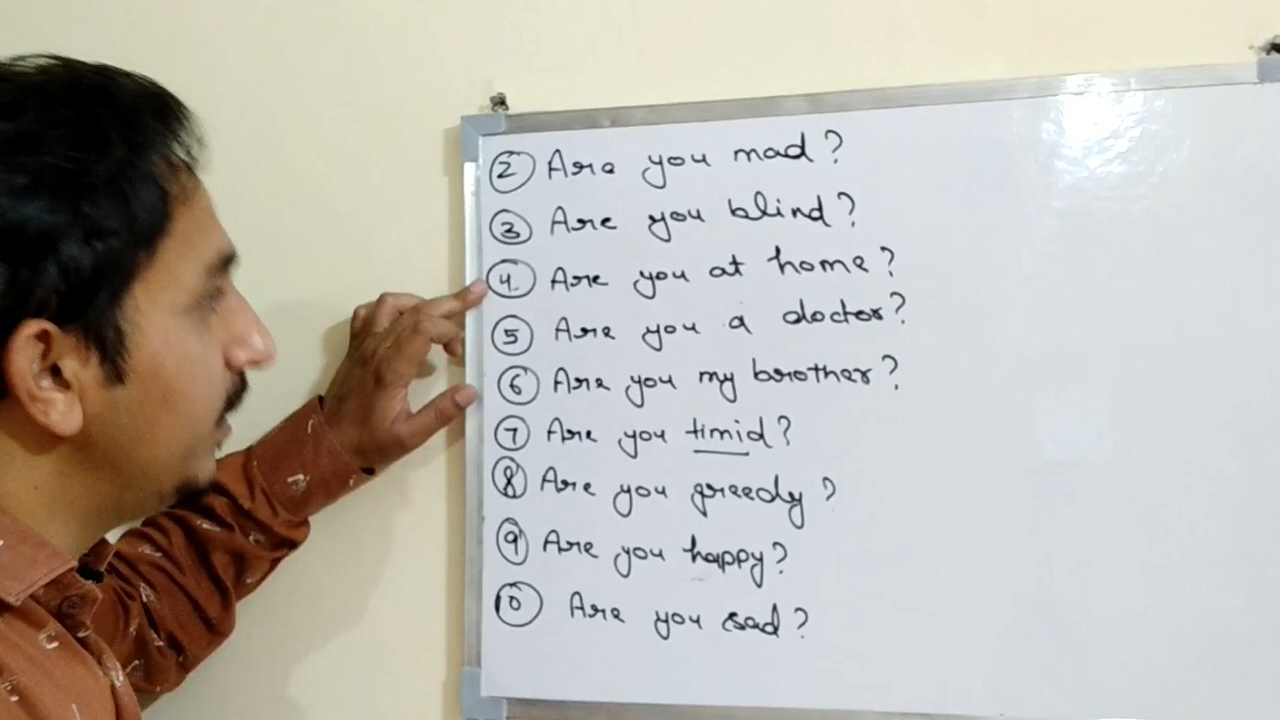 2 Are you mad?
3 Are you blind?
4 Are you at home?
5 Are you a doctor?
6 Are you my brother?
7 Are you timid?
8 Are you greedy?
9 Are you happy?
10 Are you sad?